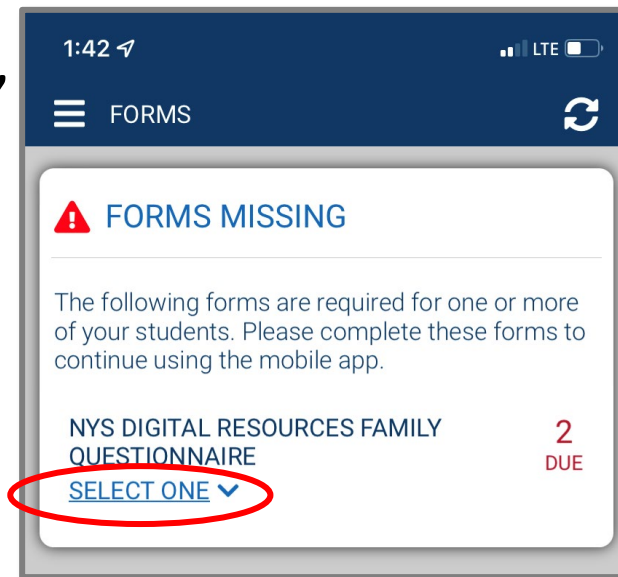 1:42 LTE
FORMS
FORMS MISSING
The following forms are required for one or more
of your students. Please complete these forms to
continue using the mobile app.
NYS DIGITAL RESOURCES FAMILY 2
QUESTIONNAIRE DUE
SELECT ONE